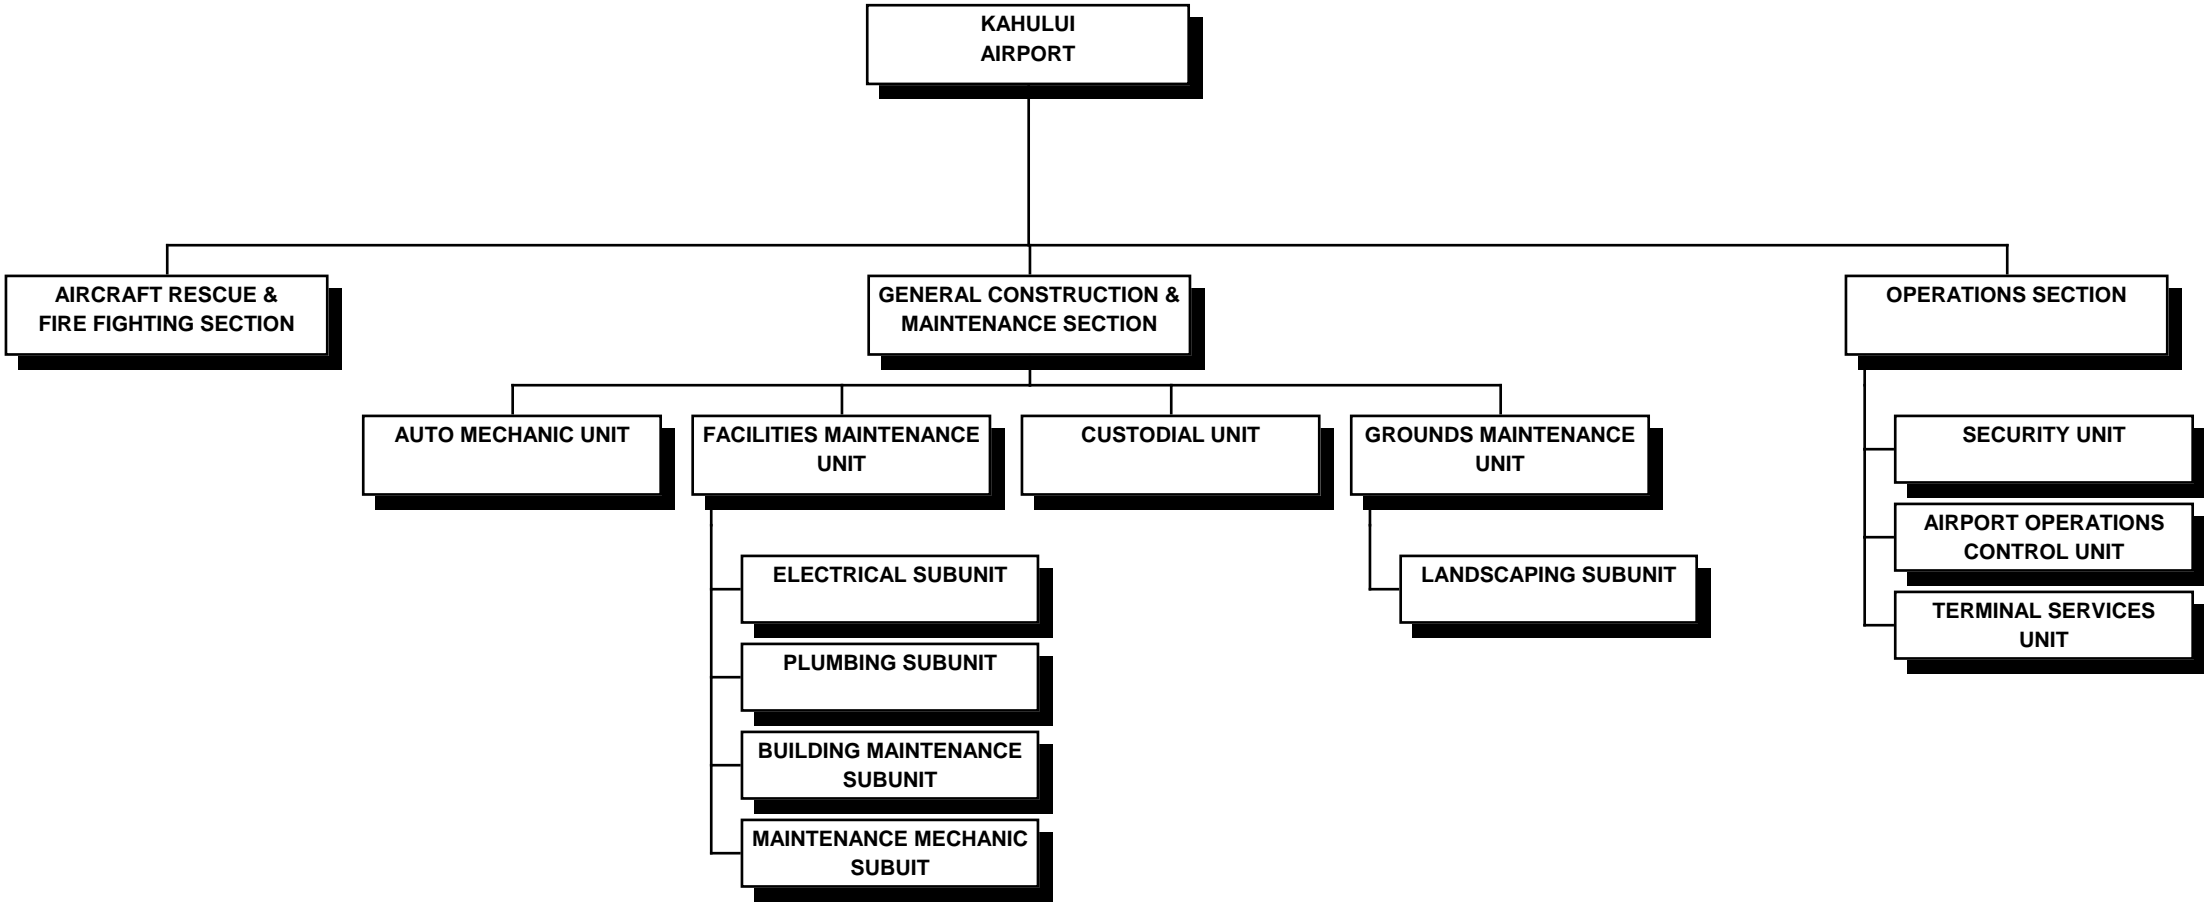 KAHULUI
AIRPORT
AIRCRAFT RESCUE &
FIRE FIGHTING SECTION
GENERAL CONSTRUCTION &
MAINTENANCE SECTION
OPERATIONS SECTION
AUTO MECHANIC UNIT
FACILITIES MAINTENANCE
UNIT
CUSTODIAL UNIT
GROUNDS MAINTENANCE
UNIT
ELECTRICAL SUBUNIT
PLUMBING SUBUNIT
BUILDING MAINTENANCE
SUBUNIT
MAINTENANCE MECHANIC
SUBUIT
LANDSCAPING SUBUNIT
SECURITY UNIT
AIRPORT OPERATIONS
CONTROL UNIT
TERMINAL SERVICES
UNIT